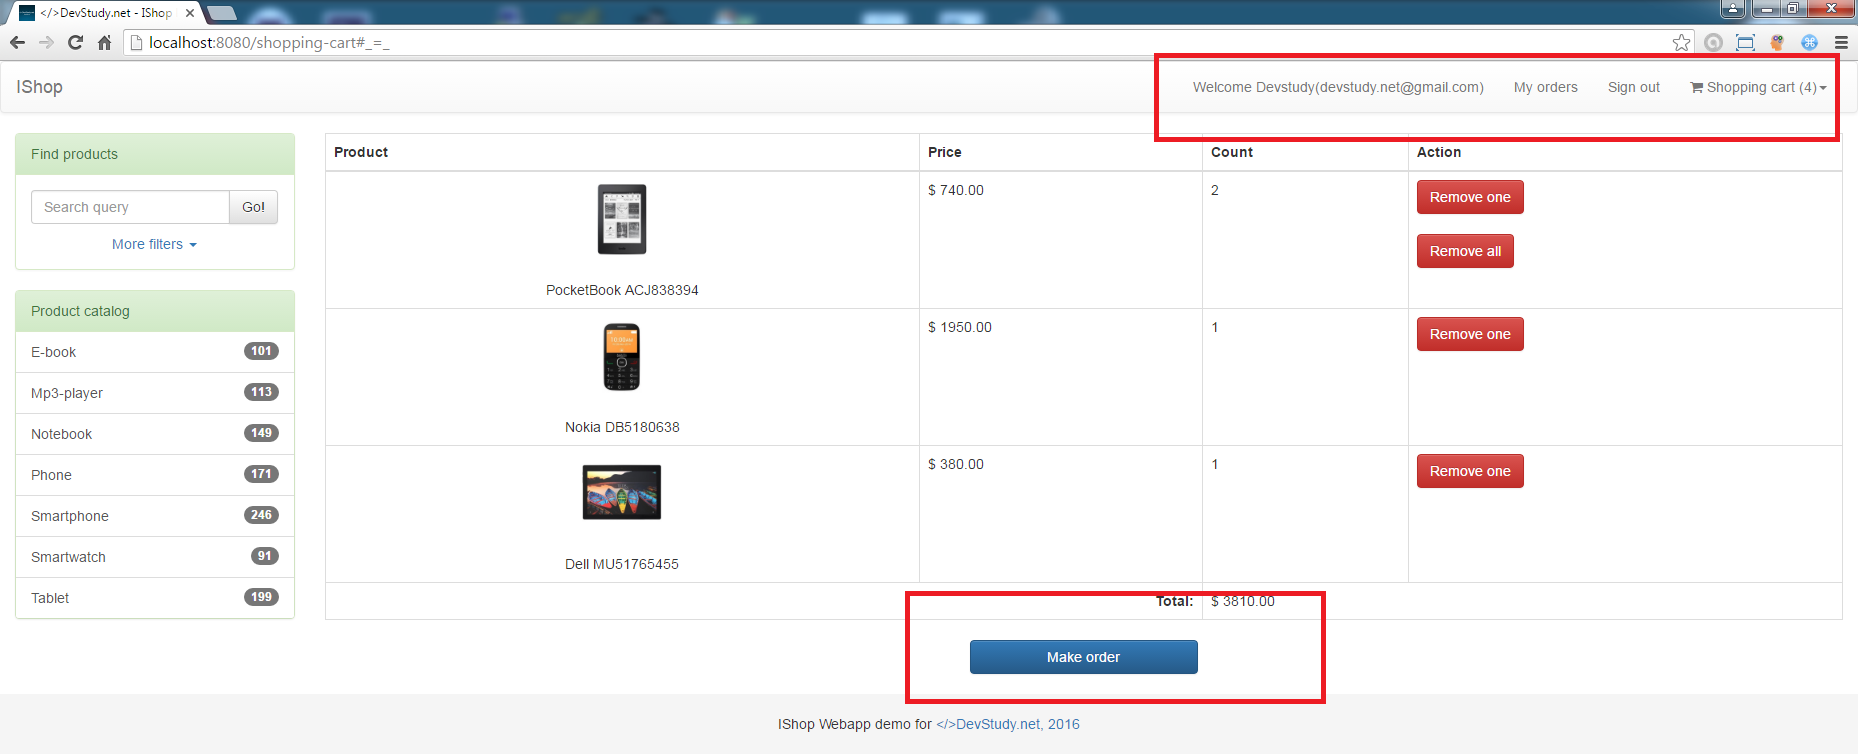 </>DevStudy.net - IShop
localhost:8080/shopping-cart#_=_
IShop
Welcome Devstudy(devstudy.net@gmail.com) My orders Sign out Shopping cart (4)
Find products
Search query Go!
More filters
Product catalog
E-book 101
Mp3-player 113
Notebook 149
Phone 171
Smartphone 246
Smartwatch 91
Tablet 199
Product Price Count Action
$ 740.00 2 Remove one
Remove all
PocketBook ACJ838394
$ 1950.00 1 Remove one
Nokia DB5180638
$ 380.00 1 Remove one
Dell MU51765455
Total: $ 3810.00
Make order
IShop Webapp demo for </>DevStudy.net, 2016